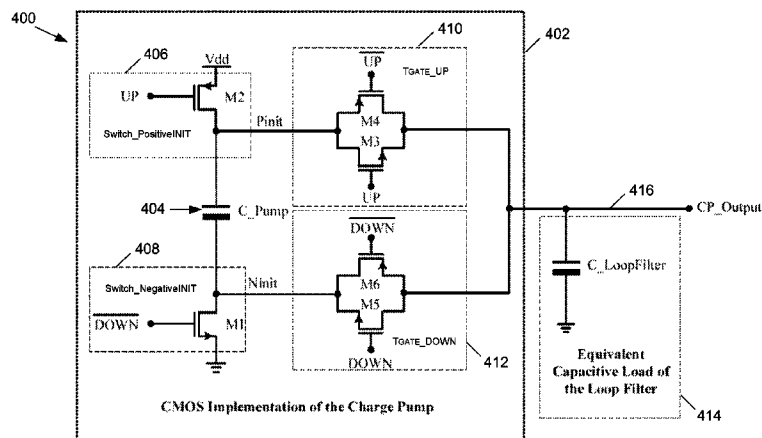 400
410
402
406
Vdd
UP
TGATE_UP
UP
M2
Switch_PositiveINIT
Pinit
M4
M3
UP
416
404
C_Pump
CP_Output
DOWN
408
C_LoopFilter
Switch_NegativeINIT
Ninit
M6
M5
DOWN
M1
TGATE_DOWN
DOWN
412
Equivalent
Capacitive Load of
the Loop Filter
414
CMOS Implementation of the Charge Pump